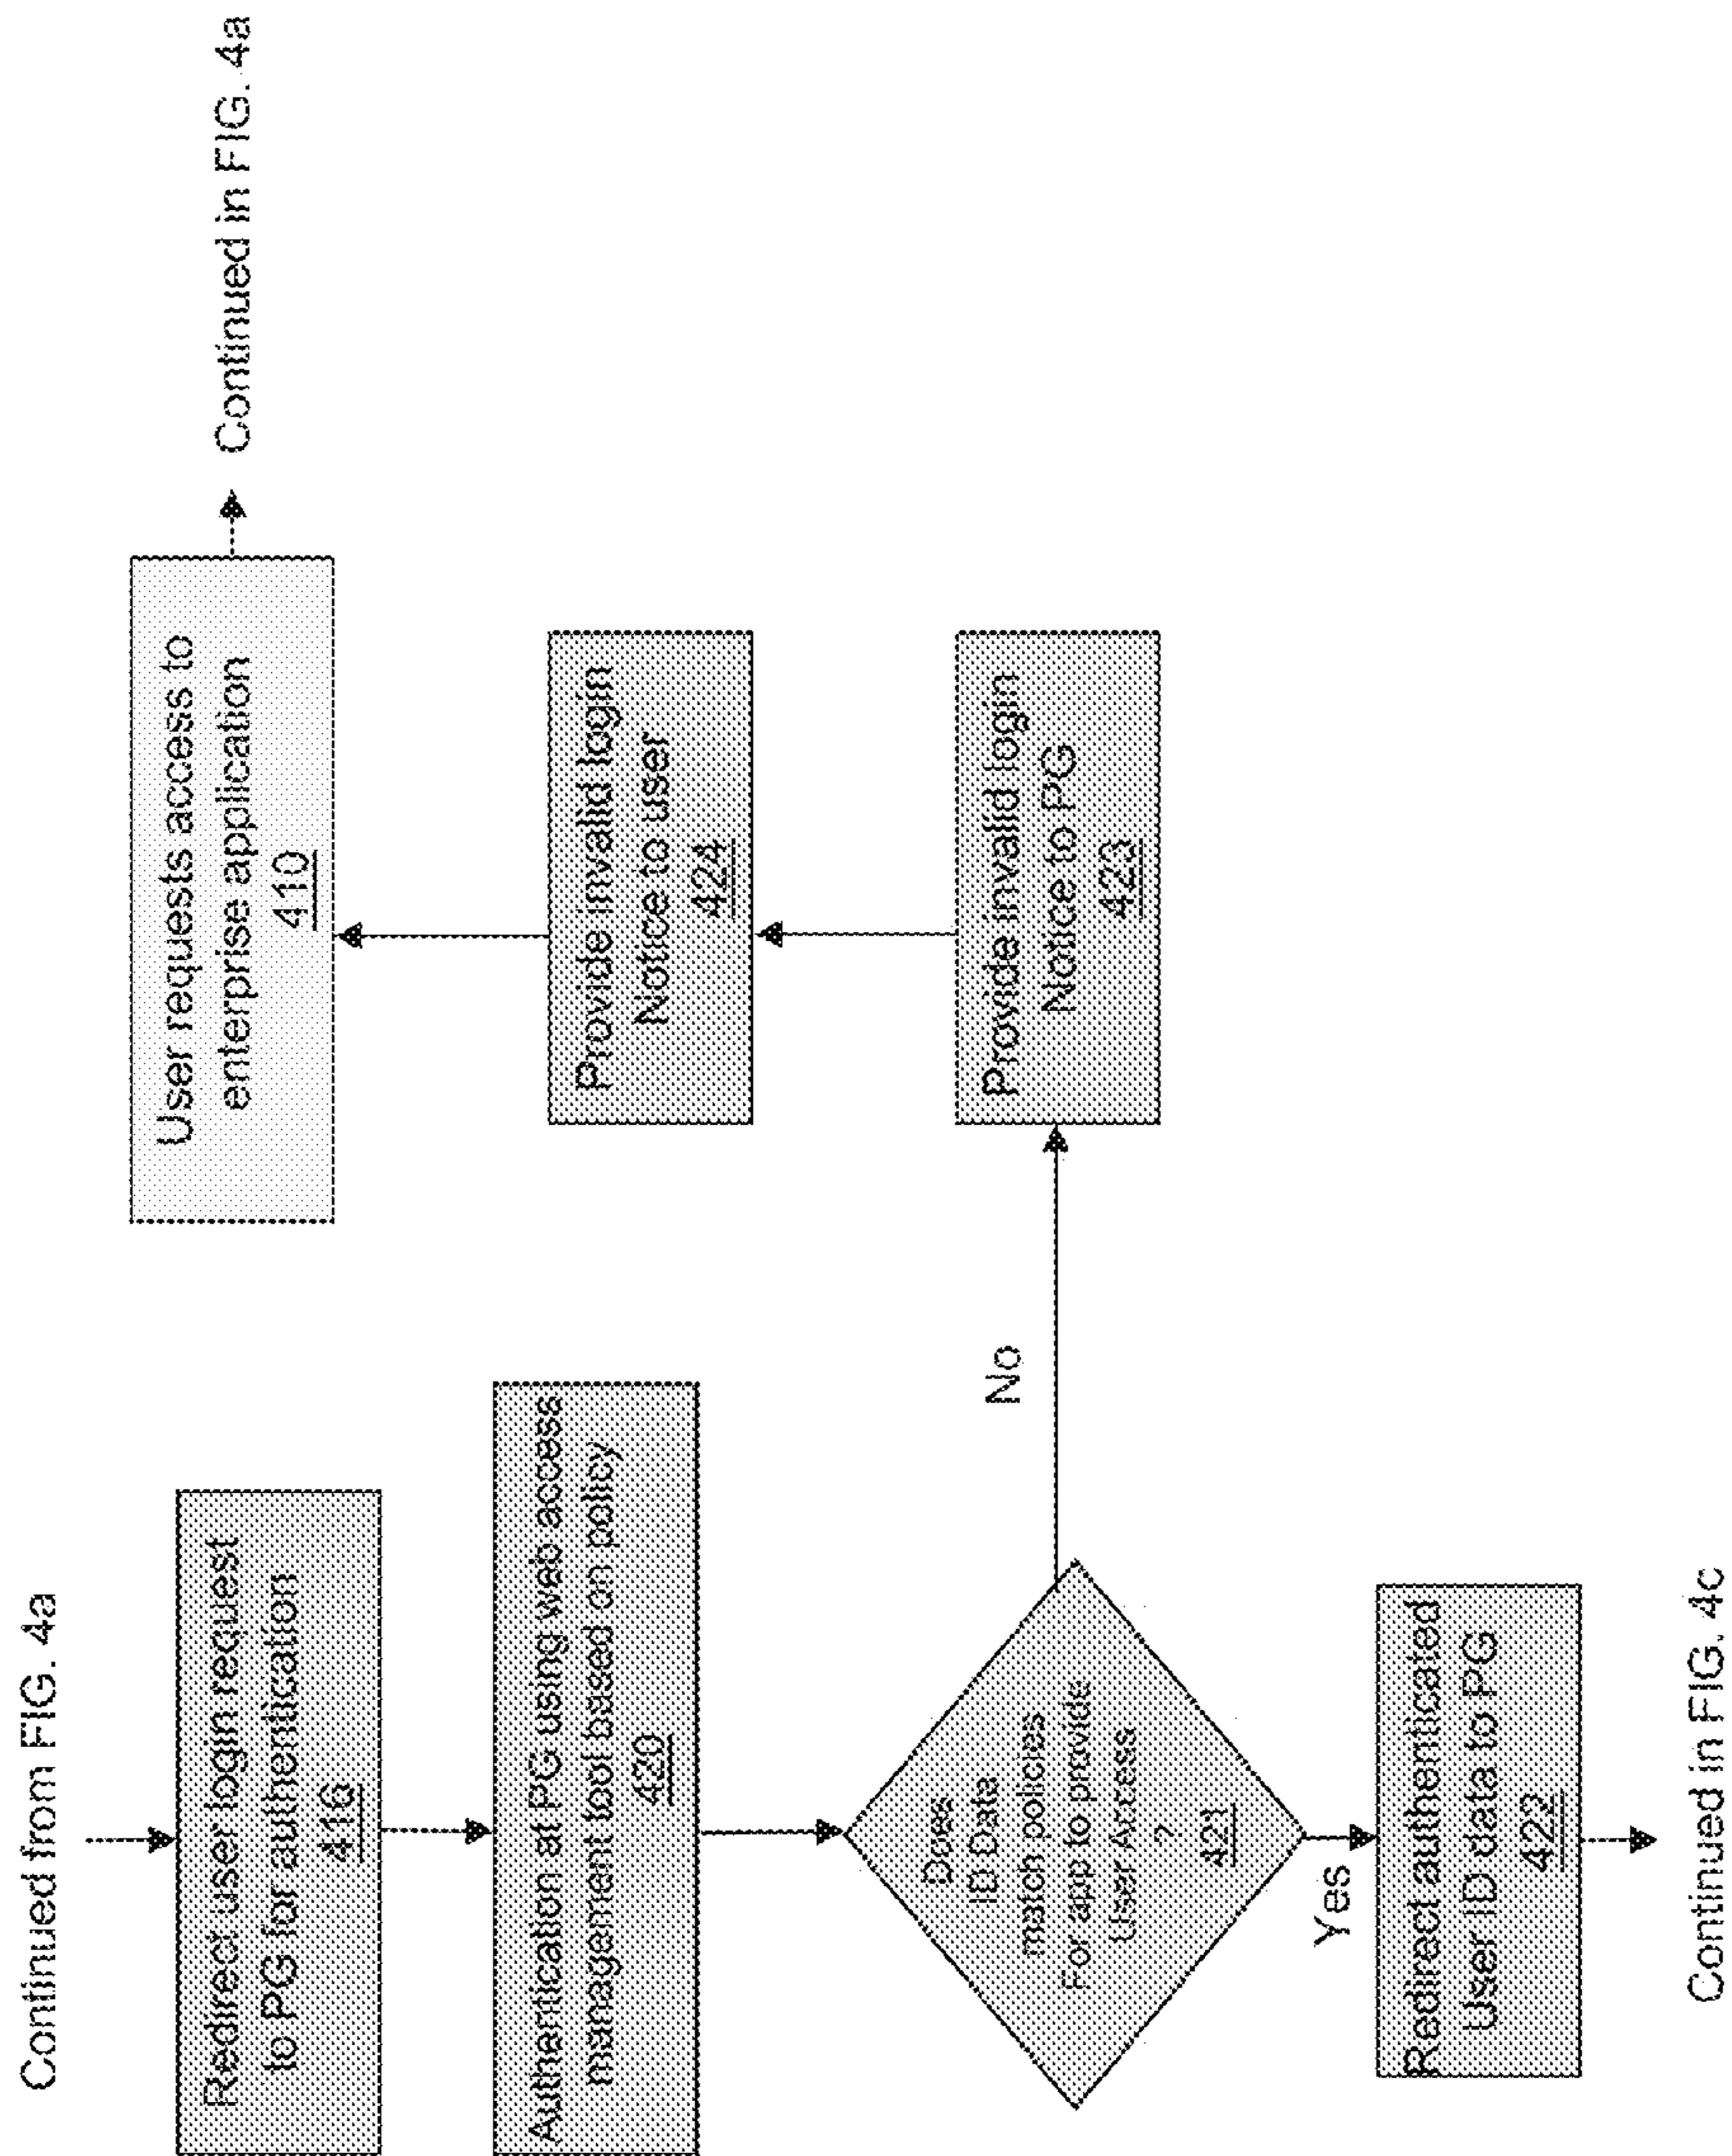 Continued from FIG. 4a
Redirect user login request
to PG for authentication
416
Authentication at PG using web access
management tool based on policy
420
Does
ID Data
match policies
For app to provide
User Access
?
421
Yes
Redirect authenticated
User ID data to PG
422
Continued in FIG. 4c
No
Provide invalid login
Notice to PG
423
Provide invalid login
Notice to user
424
User requests access to
enterprise application
410
Continued in FIG. 4a